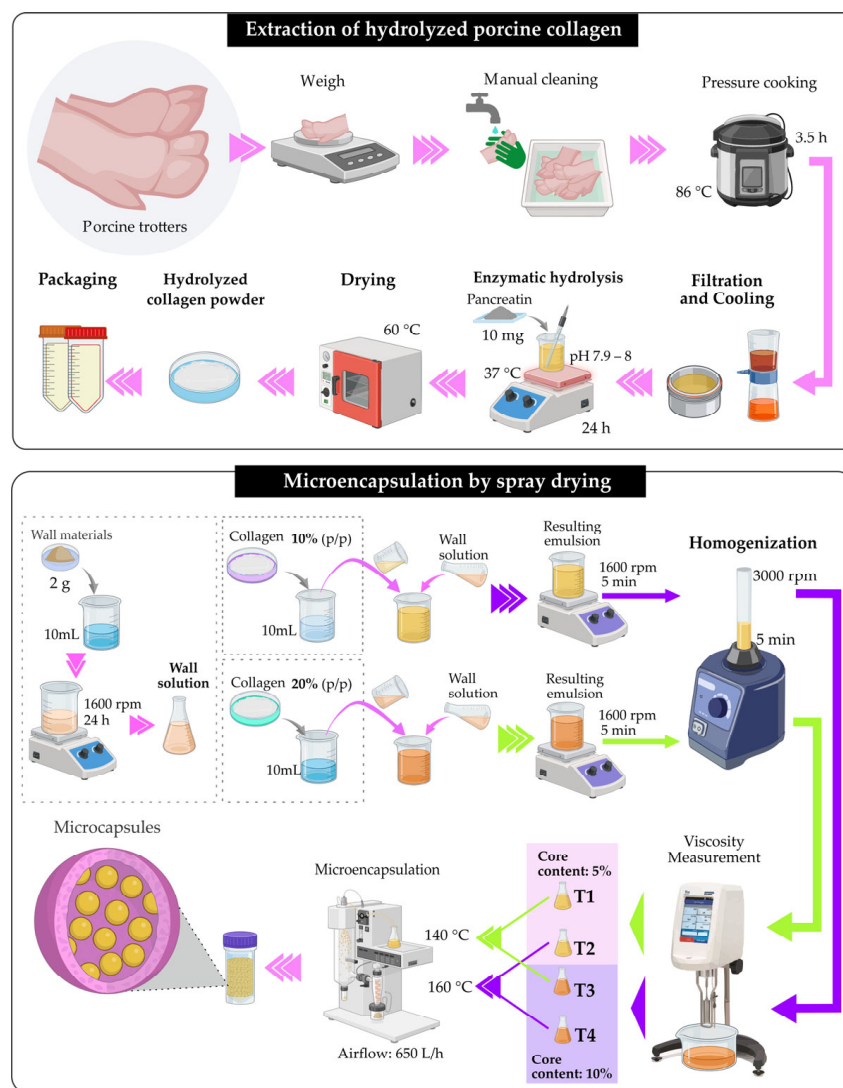 Extraction of hydrolyzed porcine collagen
Porcine trotters
Weigh
Manual cleaning
Pressure cooking
3.5 h
86 °C
Filtration
and Cooling
Enzymatic hydrolysis
Pancreatin
10 mg
pH 7.9 – 8
37 °C
24 h
Drying
60 °C
Hydrolyzed
collagen powder
Packaging
Microencapsulation by spray drying
Wall materials
2 g
10mL
1600 rpm
24 h
Wall
solution
Collagen 10% (p/p)
10mL
Wall
solution
Resulting
emulsion
1600 rpm
5 min
Collagen 20% (p/p)
10mL
Wall
solution
Resulting
emulsion
1600 rpm
5 min
Homogenization
3000 rpm
5 min
Viscosity
Measurement
Core
content: 5%
T1
T2
T3
T4
Core
content: 10%
Microencapsulation
140 °C
160 °C
Airflow: 650 L/h
Microcapsules